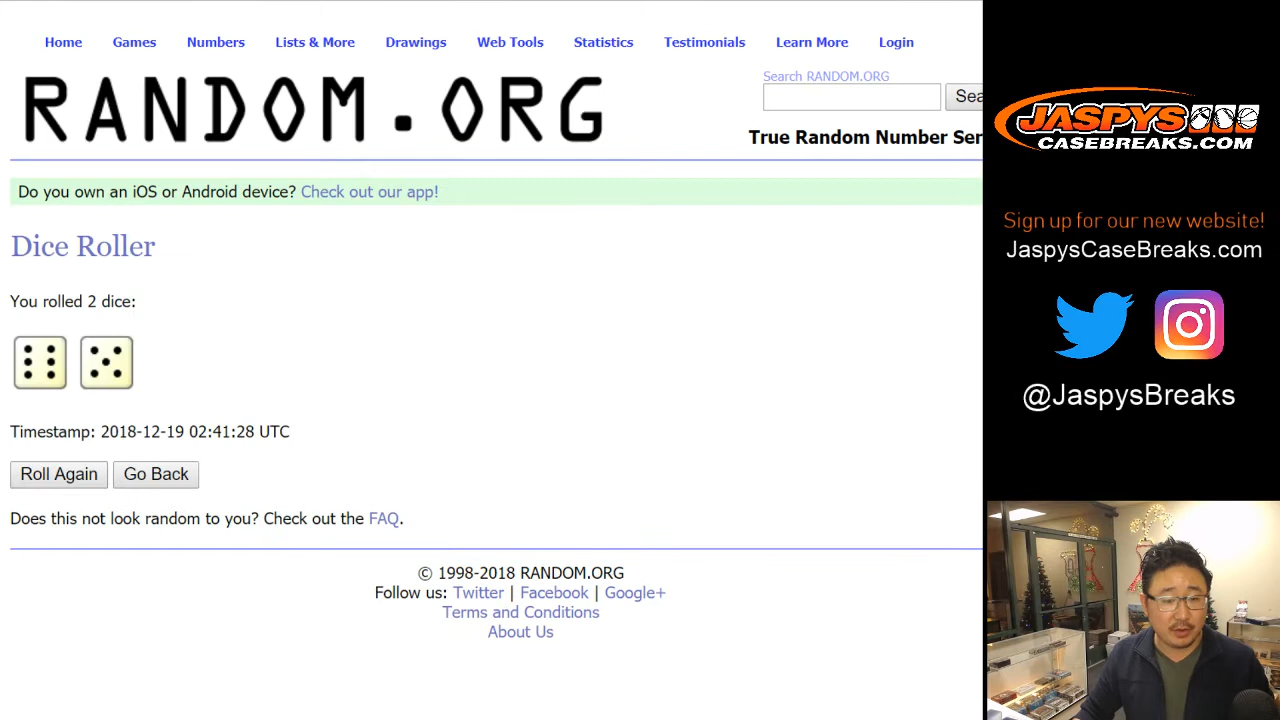 Home Games Numbers Lists & More Drawings Web Tools Statistics Testimonials Learn More Login
RANDOM.ORG
Search RANDOM.ORG
Sea
True Random Number Ser
Do you own an iOS or Android device? Check out our app!
Dice Roller
You rolled 2 dice:
Timestamp: 2018-12-19 02:41:28 UTC
Roll Again Go Back
Does this not look random to you? Check out the FAQ.
© 1998-2018 RANDOM.ORG
Follow us: Twitter | Facebook | Google+
Terms and Conditions
About Us
JASPYS
CASEBREAKS.COM
Sign up for our new website!
JaspysCaseBreaks.com
@JaspysBreaks